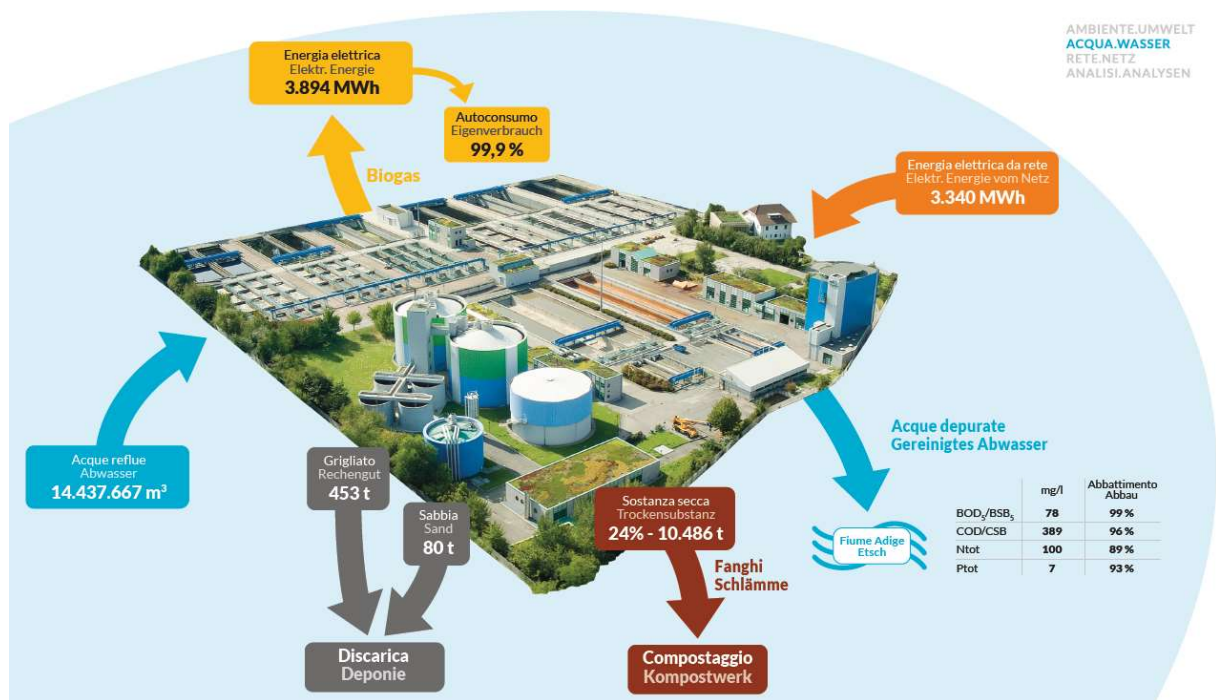 AMBIENTE.UMWELT
ACQUA.WASSER
RETE.NETZ
ANALISI.ANALYSEN
Energia elettrica
Elektr. Energie
3.894 MWh
Autoconsumo
Eigenverbrauch
99,9 %
Biogas
Energia elettrica da rete
Elektr. Energie vom Netz
3.340 MWh
Acque reflue
Abwasser
14.437.667 m³
Grigliato
Rechengut
453 t
Sabbia
Sand
80 t
Discarica
Deponie
Sostanza secca
Trockensubstanz
24% - 10.486 t
Fanghi
Schlämme
Compostaggio
Kompostwerk
Acque depurate
Gereinigtes Abwasser
Fiume Adige
Etsch
mg/l Abbattimento
Abbau
BOD₅/BSB₅ 78 99 %
COD/CSB 389 96 %
Ntot 100 89 %
Ptot 7 93 %